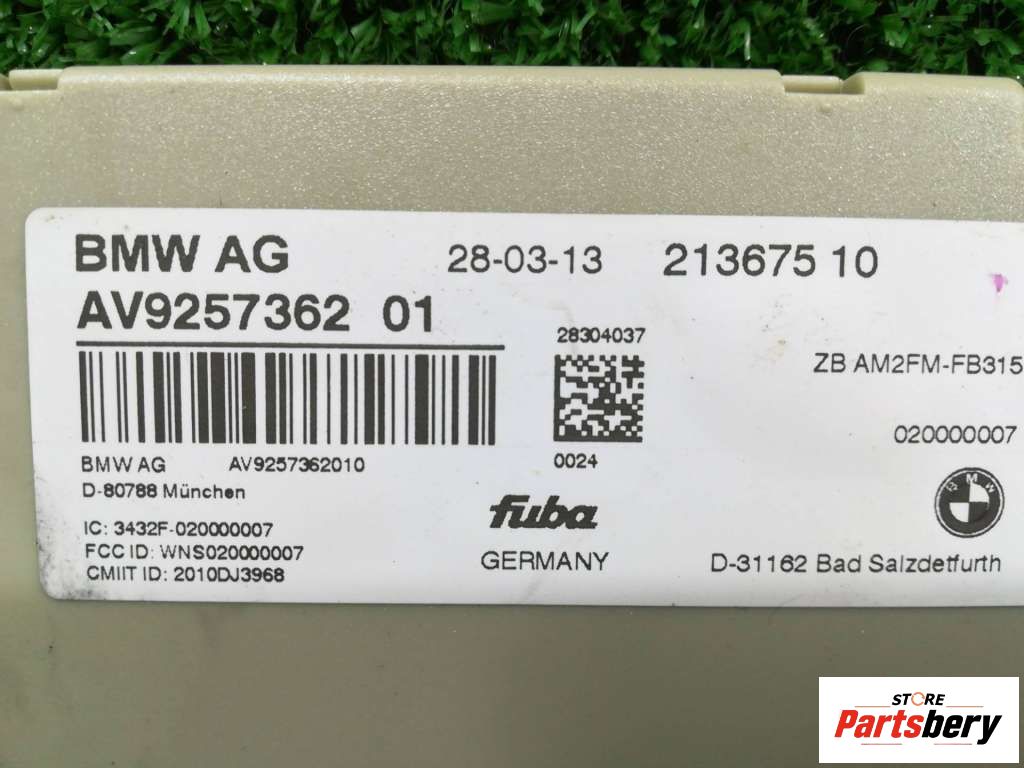 BMW AG 28-03-13 213675 10
AV9257362 01
28304037
ZB AM2FM-FB315
020000007
BMW AG AV9257362010
0024
D-80788 München
BMW
fuba
IC: 3432F-020000007
FCC ID: WNS020000007
GERMANY
D-31162 Bad Salzdetfurth
CMIIT ID: 2010DJ3968
STORE
Partsbery